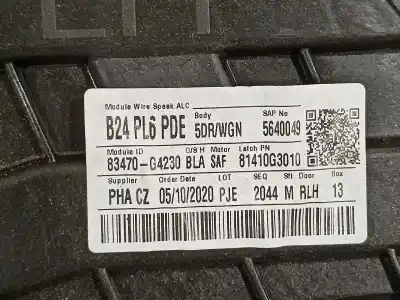 Module Wire Speak ALC Body SAP No
B24 PL6 PDE 5DR/WGN 5640049
Module ID O/S H Motor Latch PN
83470-G4230 BLA SAF 81410G3010
Supplier Order Date LOT SEQ Sft Door Box
PHA CZ 05/10/2020 PJE 2044 M RLH 13